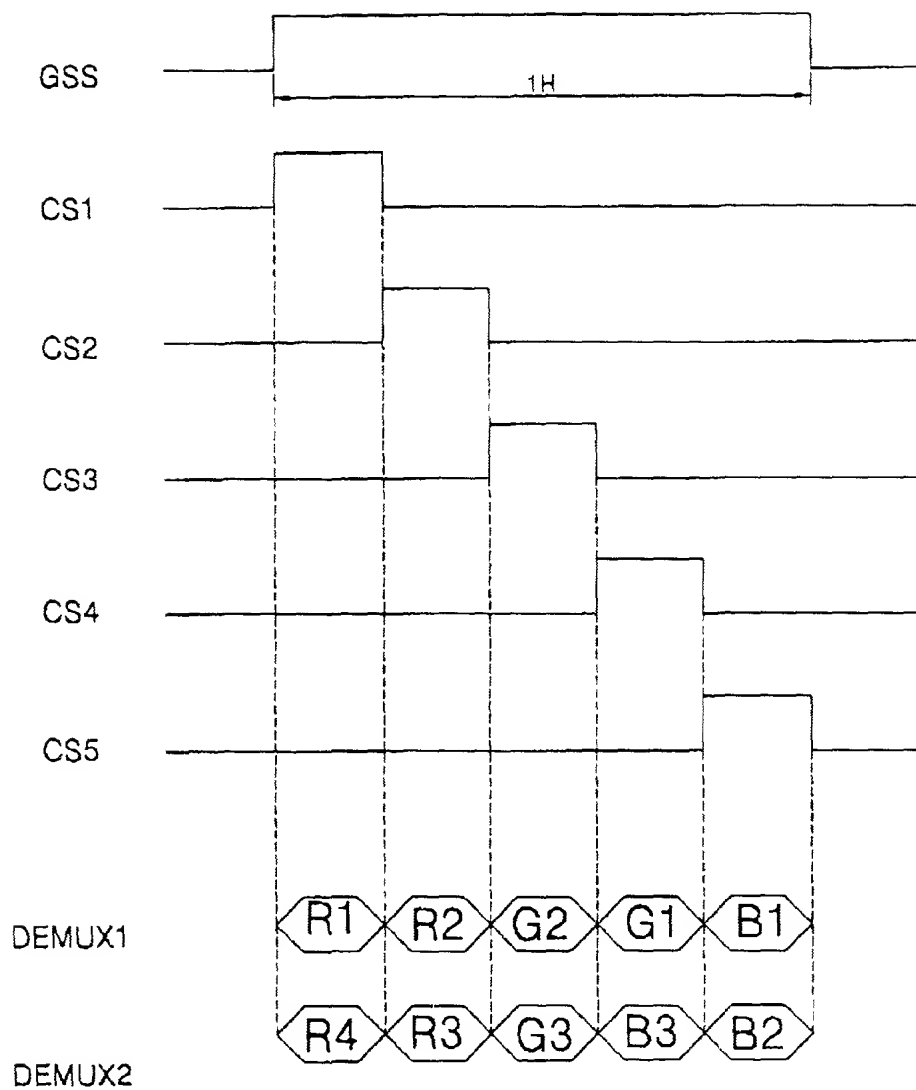 GSS
1H
CS1
CS2
CS3
CS4
CS5
DEMUX1 R1 R2 G2 G1 B1
DEMUX2 R4 R3 G3 B3 B2